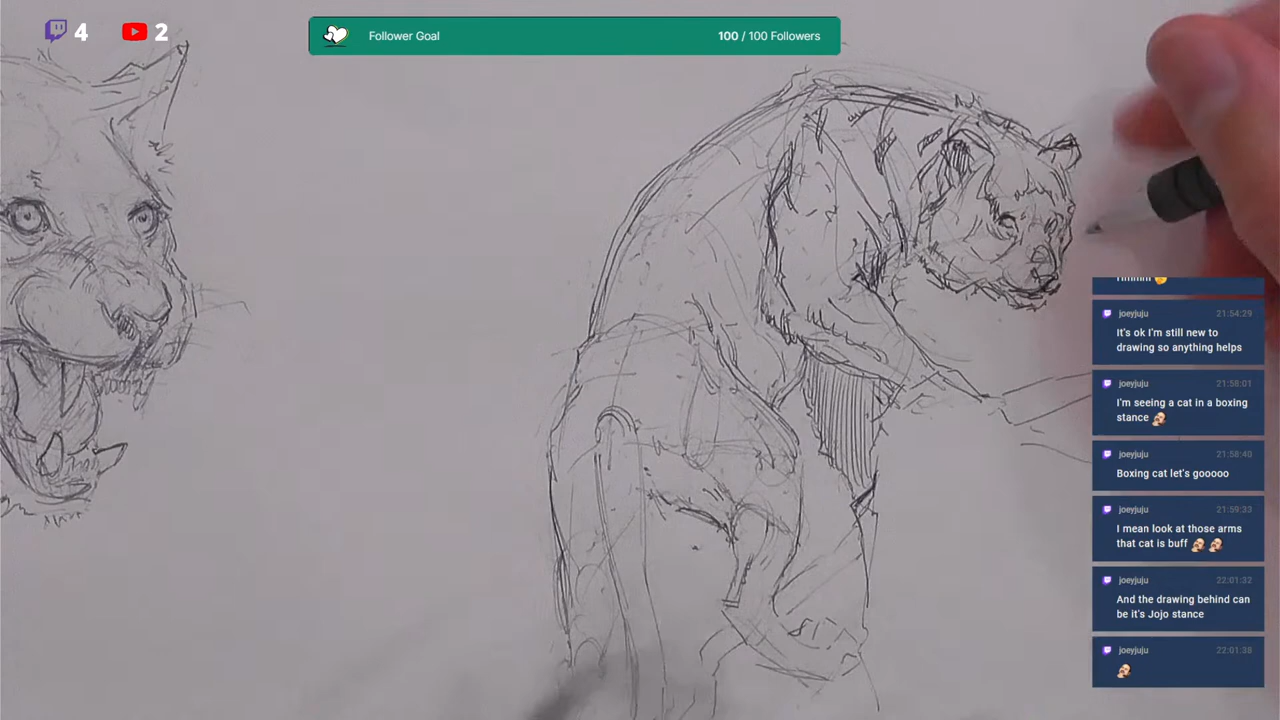 4
2
Follower Goal
100 / 100 Followers
joeyjuju 21:54:29
It's ok I'm still new to
drawing so anything helps
joeyjuju 21:58:01
I'm seeing a cat in a boxing
stance
joeyjuju 21:58:40
Boxing cat let's gooooo
joeyjuju 21:59:33
I mean look at those arms
that cat is buff
joeyjuju 22:01:32
And the drawing behind can
be it's Jojo stance
joeyjuju 22:01:38